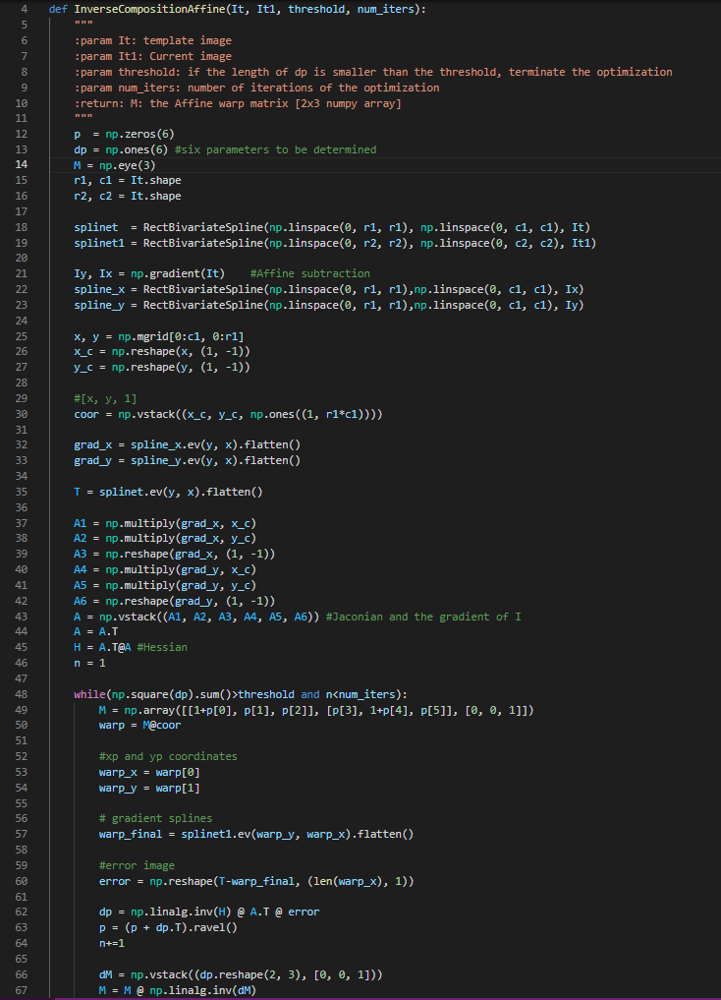 4 def InverseCompositionAffine(It, It1, threshold, num_iters):
5 """
6 :param It: template image
7 :param It1: Current image
8 :param threshold: if the length of dp is smaller than the threshold, terminate the optimization
9 :param num_iters: number of iterations of the optimization
10 :return: M: the Affine warp matrix [2x3 numpy array]
11 """
12 p  = np.zeros(6)
13 dp = np.ones(6) #six parameters to be determined
14 M = np.eye(3)
15 r1, c1 = It.shape
16 r2, c2 = It.shape
17
18 splinet  = RectBivariateSpline(np.linspace(0, r1, r1), np.linspace(0, c1, c1), It)
19 splinet1 = RectBivariateSpline(np.linspace(0, r2, r2), np.linspace(0, c2, c2), It1)
20
21 Iy, Ix = np.gradient(It)    #Affine subtraction
22 spline_x = RectBivariateSpline(np.linspace(0, r1, r1),np.linspace(0, c1, c1), Ix)
23 spline_y = RectBivariateSpline(np.linspace(0, r1, r1),np.linspace(0, c1, c1), Iy)
24
25 x, y = np.mgrid[0:c1, 0:r1]
26 x_c = np.reshape(x, (1, -1))
27 y_c = np.reshape(y, (1, -1))
28
29 #[x, y, 1]
30 coor = np.vstack((x_c, y_c, np.ones((1, r1*c1))))
31
32 grad_x = spline_x.ev(y, x).flatten()
33 grad_y = spline_y.ev(y, x).flatten()
34
35 T = splinet.ev(y, x).flatten()
36
37 A1 = np.multiply(grad_x, x_c)
38 A2 = np.multiply(grad_x, y_c)
39 A3 = np.reshape(grad_x, (1, -1))
40 A4 = np.multiply(grad_y, x_c)
41 A5 = np.multiply(grad_y, y_c)
42 A6 = np.reshape(grad_y, (1, -1))
43 A = np.vstack((A1, A2, A3, A4, A5, A6)) #Jaconian and the gradient of I
44 A = A.T
45 H = A.T@A #Hessian
46 n = 1
47
48 while(np.square(dp).sum()>threshold and n<num_iters):
49 M = np.array([[1+p[0], p[1], p[2]], [p[3], 1+p[4], p[5]], [0, 0, 1]])
50 warp = M@coor
51
52 #xp and yp coordinates
53 warp_x = warp[0]
54 warp_y = warp[1]
55
56 # gradient splines
57 warp_final = splinet1.ev(warp_y, warp_x).flatten()
58
59 #error image
60 error = np.reshape(T-warp_final, (len(warp_x), 1))
61
62 dp = np.linalg.inv(H) @ A.T @ error
63 p = (p + dp.T).ravel()
64 n+=1
65
66 dM = np.vstack((dp.reshape(2, 3), [0, 0, 1]))
67 M = M @ np.linalg.inv(dM)